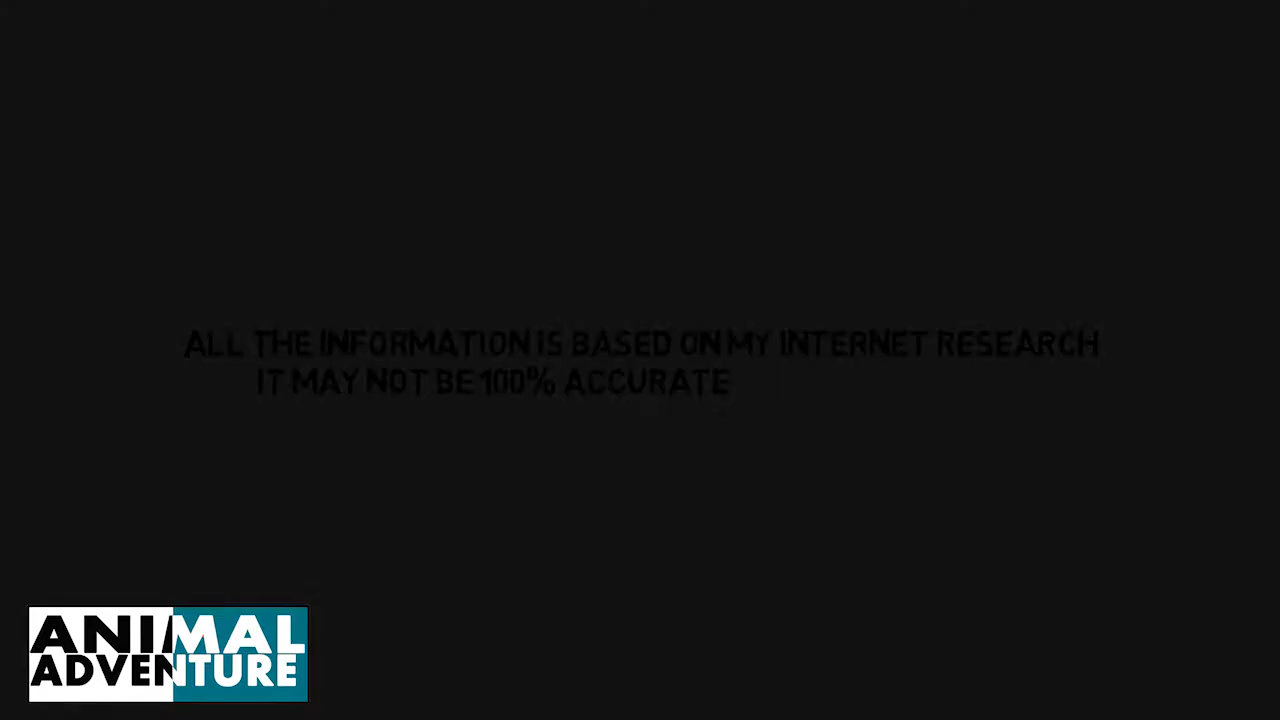 ALL THE INFORMATION IS BASED ON MY INTERNET RESEARCH
IT MAY NOT BE 100% ACCURATE
ANIMAL
ADVENTURE